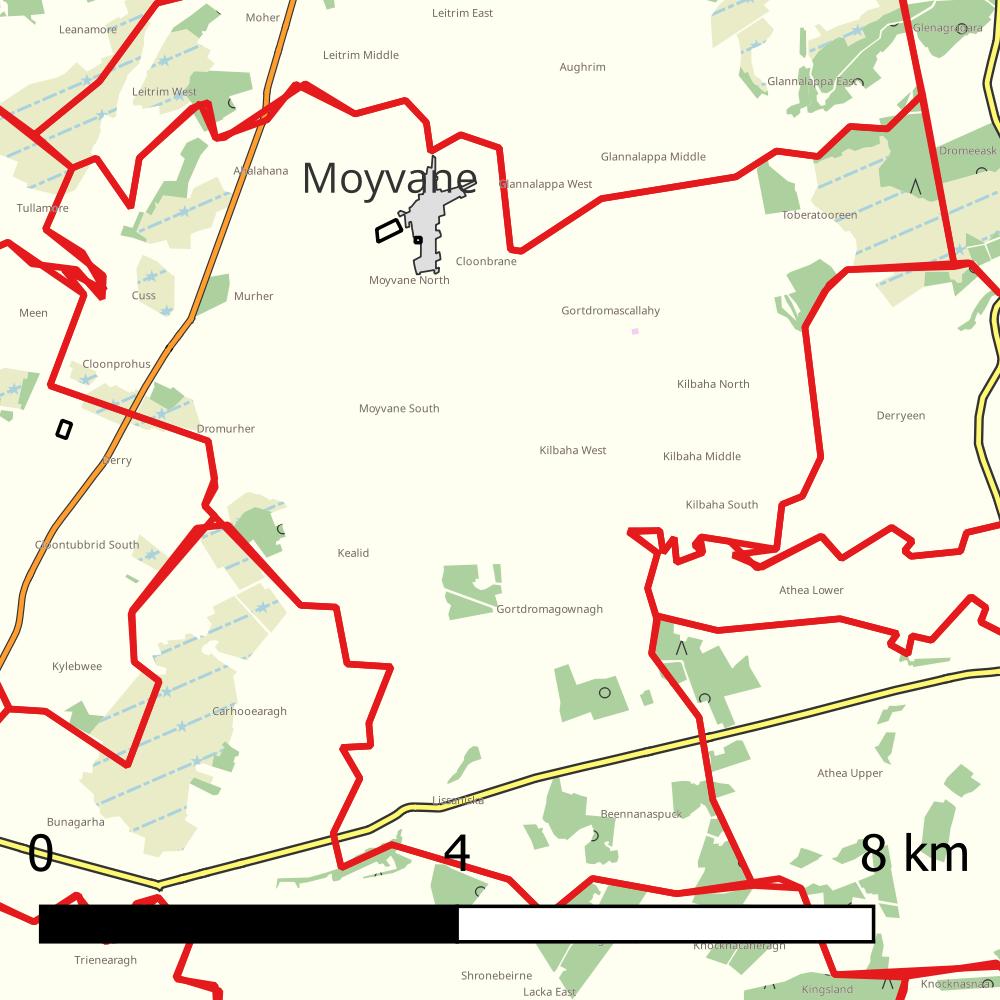 Leitrim East
Moher
Leanamore
Glenagragara
Leitrim Middle
Aughrim
Glannalappa East
Leitrim West
Dromeeask
Glannalappa Middle
Ahalahana
Moyvane
Glannalappa West
Tullamore
Toberatooreen
Cloonbrane
Moyvane North
Cuss
Murher
Meen
Gortdromascallahy
Cloonprohus
Kilbaha North
Moyvane South
Derryeen
Dromurher
Kilbaha West
Kilbaha Middle
Derry
Kilbaha South
Cloontubbrid South
Kealid
Athea Lower
Gortdromagownagh
Kylebwee
Carhooearagh
Athea Upper
Lissaniska
Beennanaspuck
Bunagarha
0 4 8 km
Knocknaclaheragh
Trienearagh
Shronebeirne
Knocknasna
Kingsland
Lacka East